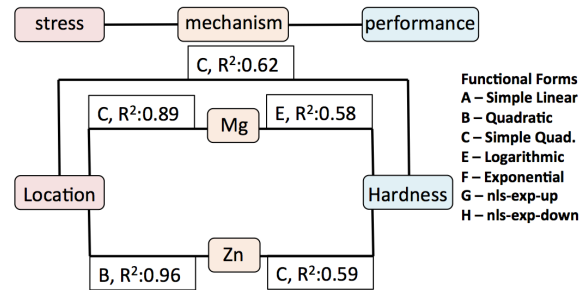 stress mechanism performance
C, R²:0.62
C, R²:0.89 E, R²:0.58
Mg
Location Hardness
Zn
B, R²:0.96 C, R²:0.59
Functional Forms
A – Simple Linear
B – Quadratic
C – Simple Quad.
E – Logarithmic
F – Exponential
G – nls-exp-up
H – nls-exp-down